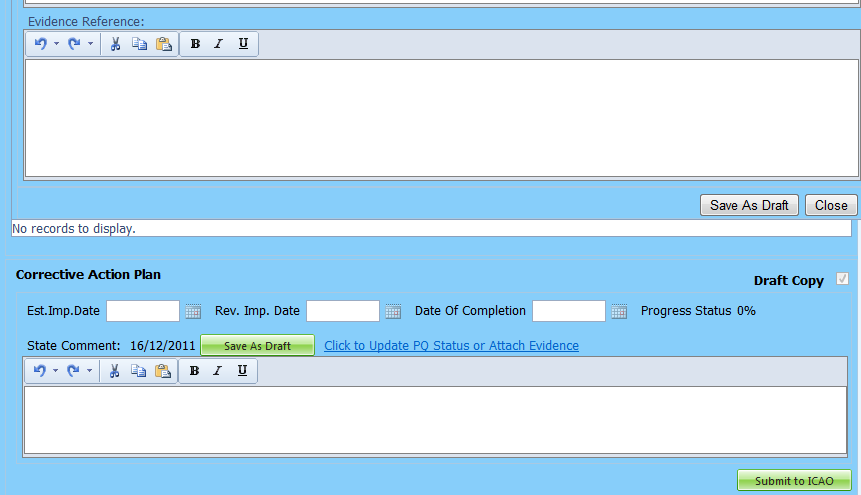 Evidence Reference:
B I U
Save As Draft Close
No records to display.
Corrective Action Plan
Draft Copy
Est.Imp.Date Rev. Imp. Date Date Of Completion Progress Status 0%
State Comment: 16/12/2011 Save As Draft Click to Update PQ Status or Attach Evidence
B I U
Submit to ICAO